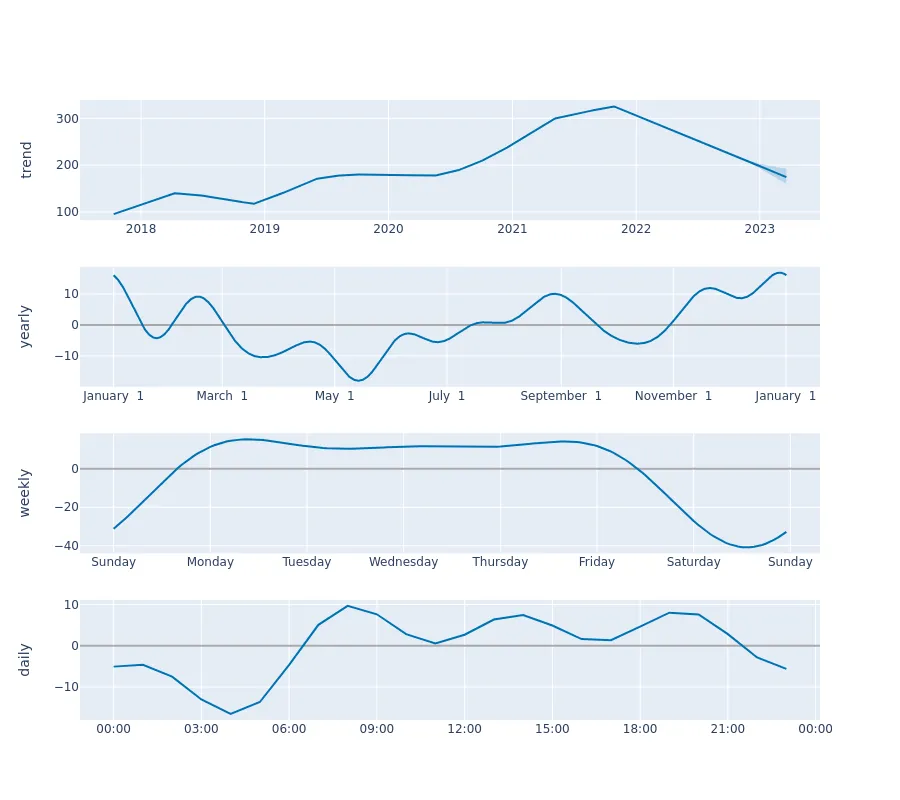 trend
300
200
100
2018 2019 2020 2021 2022 2023
yearly
10
0
−10
January 1 March 1 May 1 July 1 September 1 November 1 January 1
weekly
0
−20
−40
Sunday Monday Tuesday Wednesday Thursday Friday Saturday Sunday
daily
10
0
−10
00:00 03:00 06:00 09:00 12:00 15:00 18:00 21:00 00:00